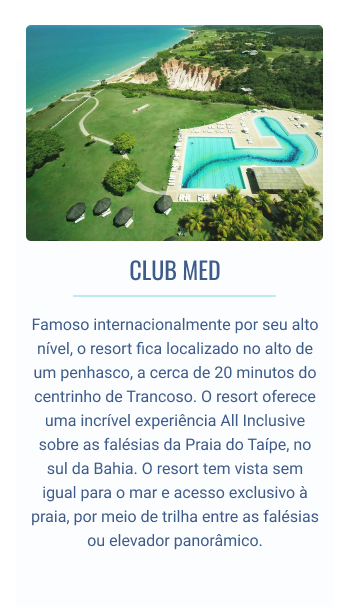 CLUB MED
Famoso internacionalmente por seu alto
nível, o resort fica localizado no alto de
um penhasco, a cerca de 20 minutos do
centrinho de Trancoso. O resort oferece
uma incrível experiência All Inclusive
sobre as falésias da Praia do Taípe, no
sul da Bahia. O resort tem vista sem
igual para o mar e acesso exclusivo à
praia, por meio de trilha entre as falésias
ou elevador panorâmico.